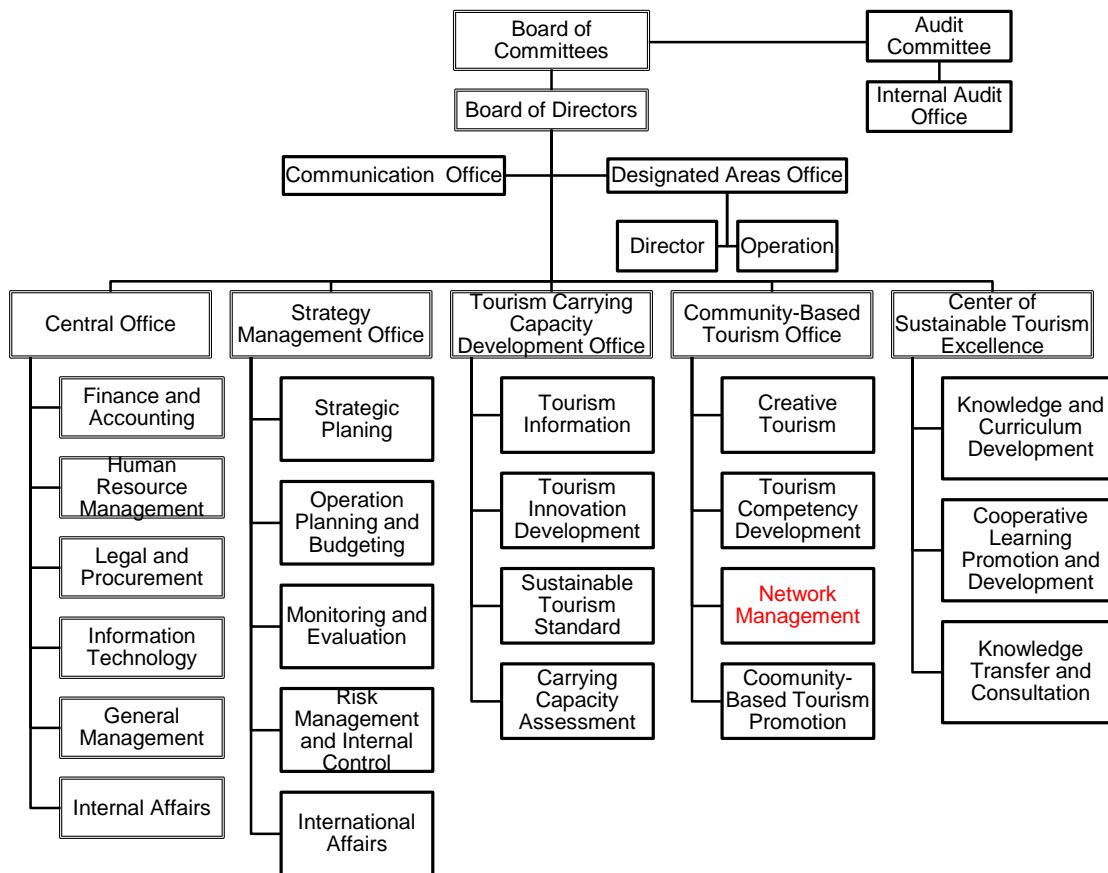 Board of
Committees
Audit
Committee
Internal Audit
Office
Board of Directors
Communication Office
Designated Areas Office
Director
Operation
Central Office
Strategy
Management Office
Tourism Carrying
Capacity
Development Office
Community-Based
Tourism Office
Center of
Sustainable Tourism
Excellence
Finance and
Accounting
Human
Resource
Management
Legal and
Procurement
Information
Technology
General
Management
Internal Affairs
Strategic
Planing
Operation
Planning and
Budgeting
Monitoring and
Evaluation
Risk
Management
and Internal
Control
International
Affairs
Tourism
Information
Tourism
Innovation
Development
Sustainable
Tourism
Standard
Carrying
Capacity
Assessment
Creative
Tourism
Tourism
Competency
Development
Network
Management
Coomunity-
Based Tourism
Promotion
Knowledge and
Curriculum
Development
Cooperative
Learning
Promotion and
Development
Knowledge
Transfer and
Consultation